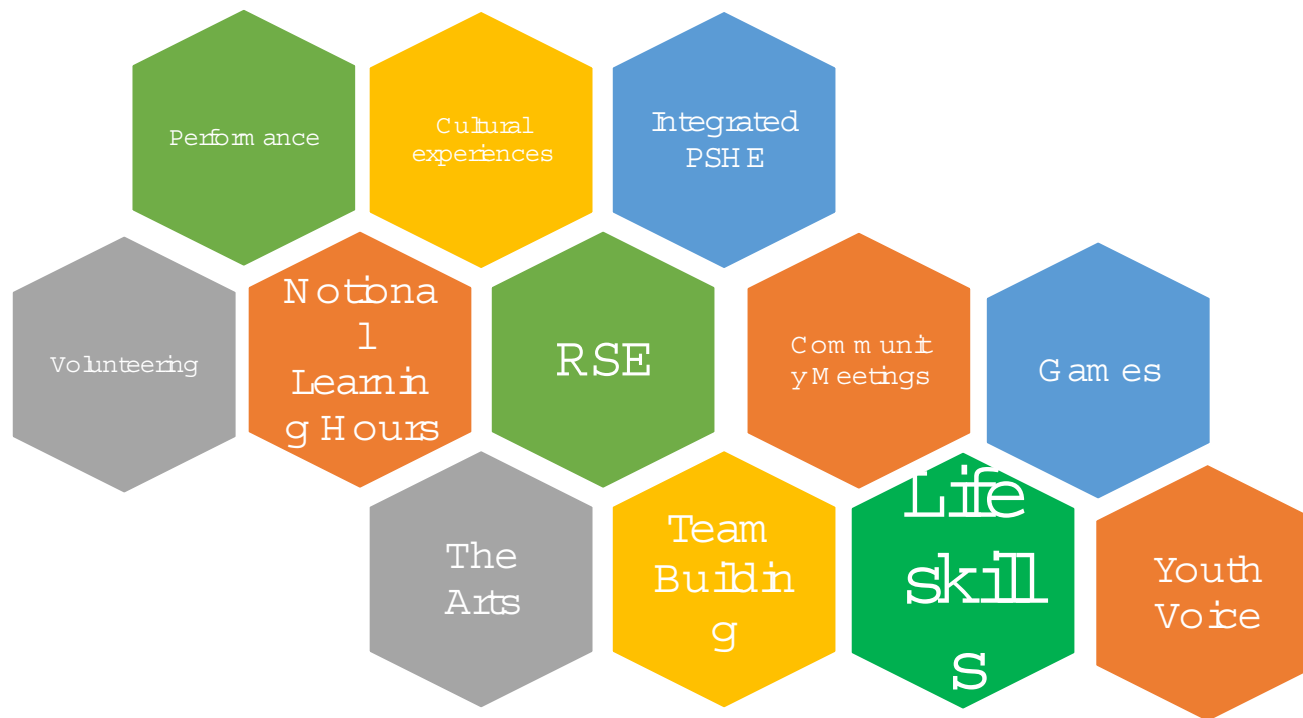 Performance
Cultural
experiences
Integrated
PSHE
Volunteering
Notiona
l
Learnin
g Hours
RSE
Communit
y Meetings
Games
The
Arts
Team
Buildin
g
Life
skill
s
Youth
Voice